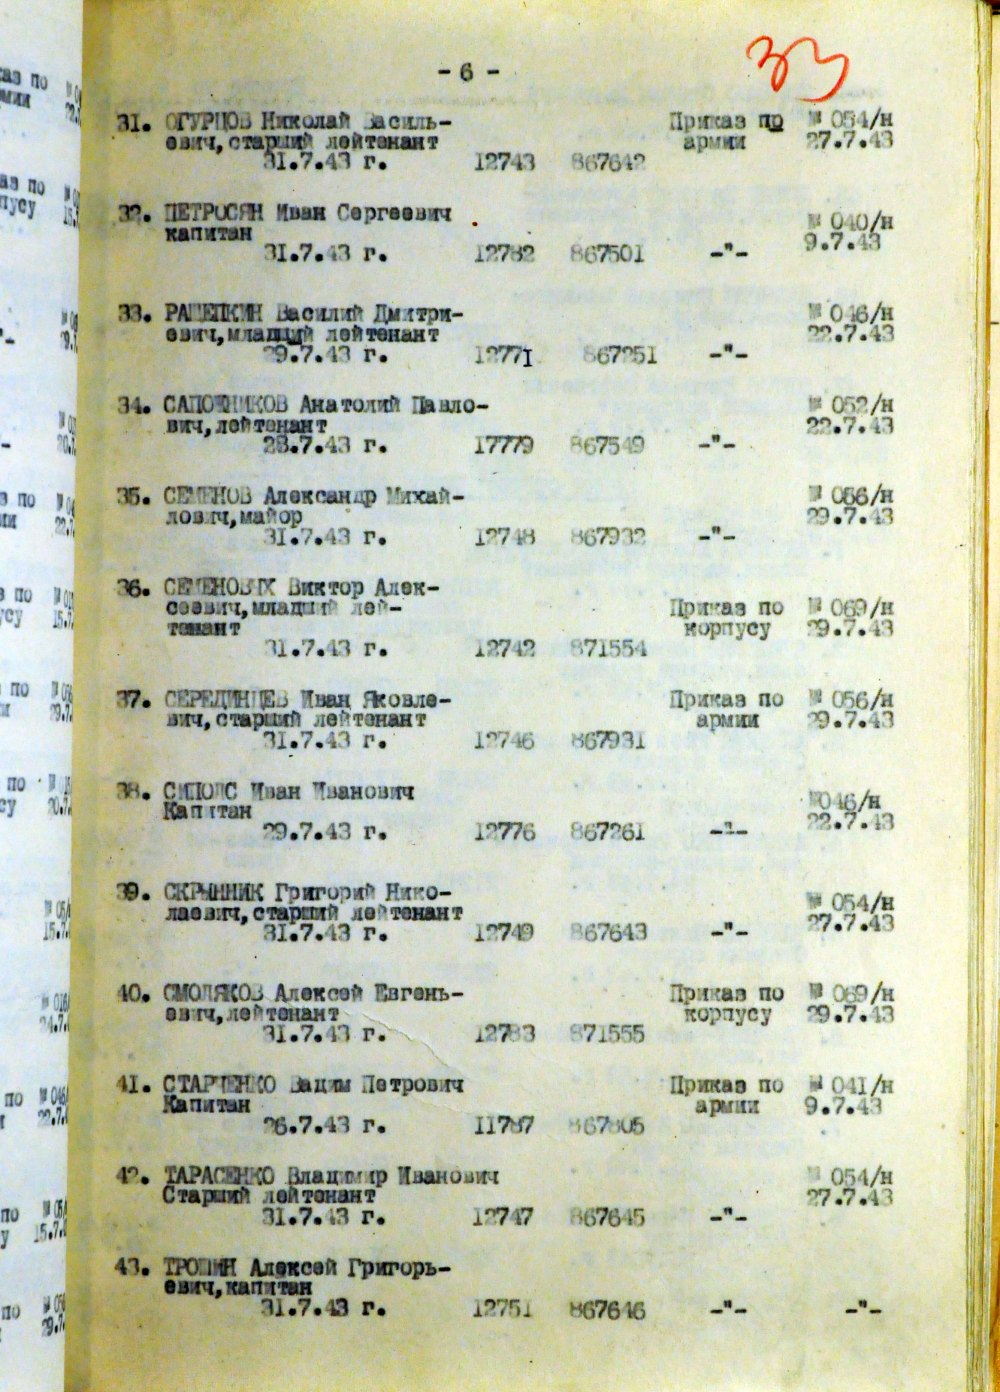 - 6 -
33
31. ОГУРЦОВ Николай Василь- Приказ по № 054/н
евич, старший лейтенант армии 27.7.43
31.7.43 г. 12743 867642
32. ПЕТРОСЯН Иван Сергеевич № 040/н
капитан 9.7.43
31.7.43 г. 12782 867501 -"-
33. РАЩЕПКИН Василий Дмитри- № 046/н
евич, младший лейтенант 22.7.43
29.7.43 г. 12771 867251 -"-
34. САПОЖНИКОВ Анатолий Павло- № 052/н
вич, лейтенант 22.7.43
28.7.43 г. 17779 867549 -"-
35. СЕМЕНОВ Александр Михай- № 056/н
лович, майор 29.7.43
31.7.43 г. 12748 867932 -"-
36. СЕМЕНОВЫХ Виктор Алек-
сеевич, младший лей- Приказ по № 069/н
тенант корпусу 29.7.43
31.7.43 г. 12742 871554
37. СЕРЕДИНЦЕВ Иван Яковле- Приказ по № 056/н
вич, старший лейтенант армии 29.7.43
31.7.43 г. 12746 867931
38. СИПОЛС Иван Иванович №046/н
Капитан 22.7.43
29.7.43 г. 12776 867261 -"-
39. СКРЫННИК Григорий Нико- № 054/н
лаевич, старший лейтенант 27.7.43
31.7.43 г. 12749 867643 -"-
40. СМОЛЯКОВ Алексей Евгень- Приказ по № 069/н
евич, лейтенант корпусу 29.7.43
31.7.43 г. 12783 871555
41. СТАРЧЕНКО Вадим Петрович Приказ по № 041/н
Капитан армии 9.7.43
26.7.43 г. 11787 867805
42. ТАРАСЕНКО Владимир Иванович № 054/н
Старший лейтенант 27.7.43
31.7.43 г. 12747 867645 -"-
43. ТРОШИН Алексей Григорь-
евич, капитан
31.7.43 г. 12751 867646 -"- -"-